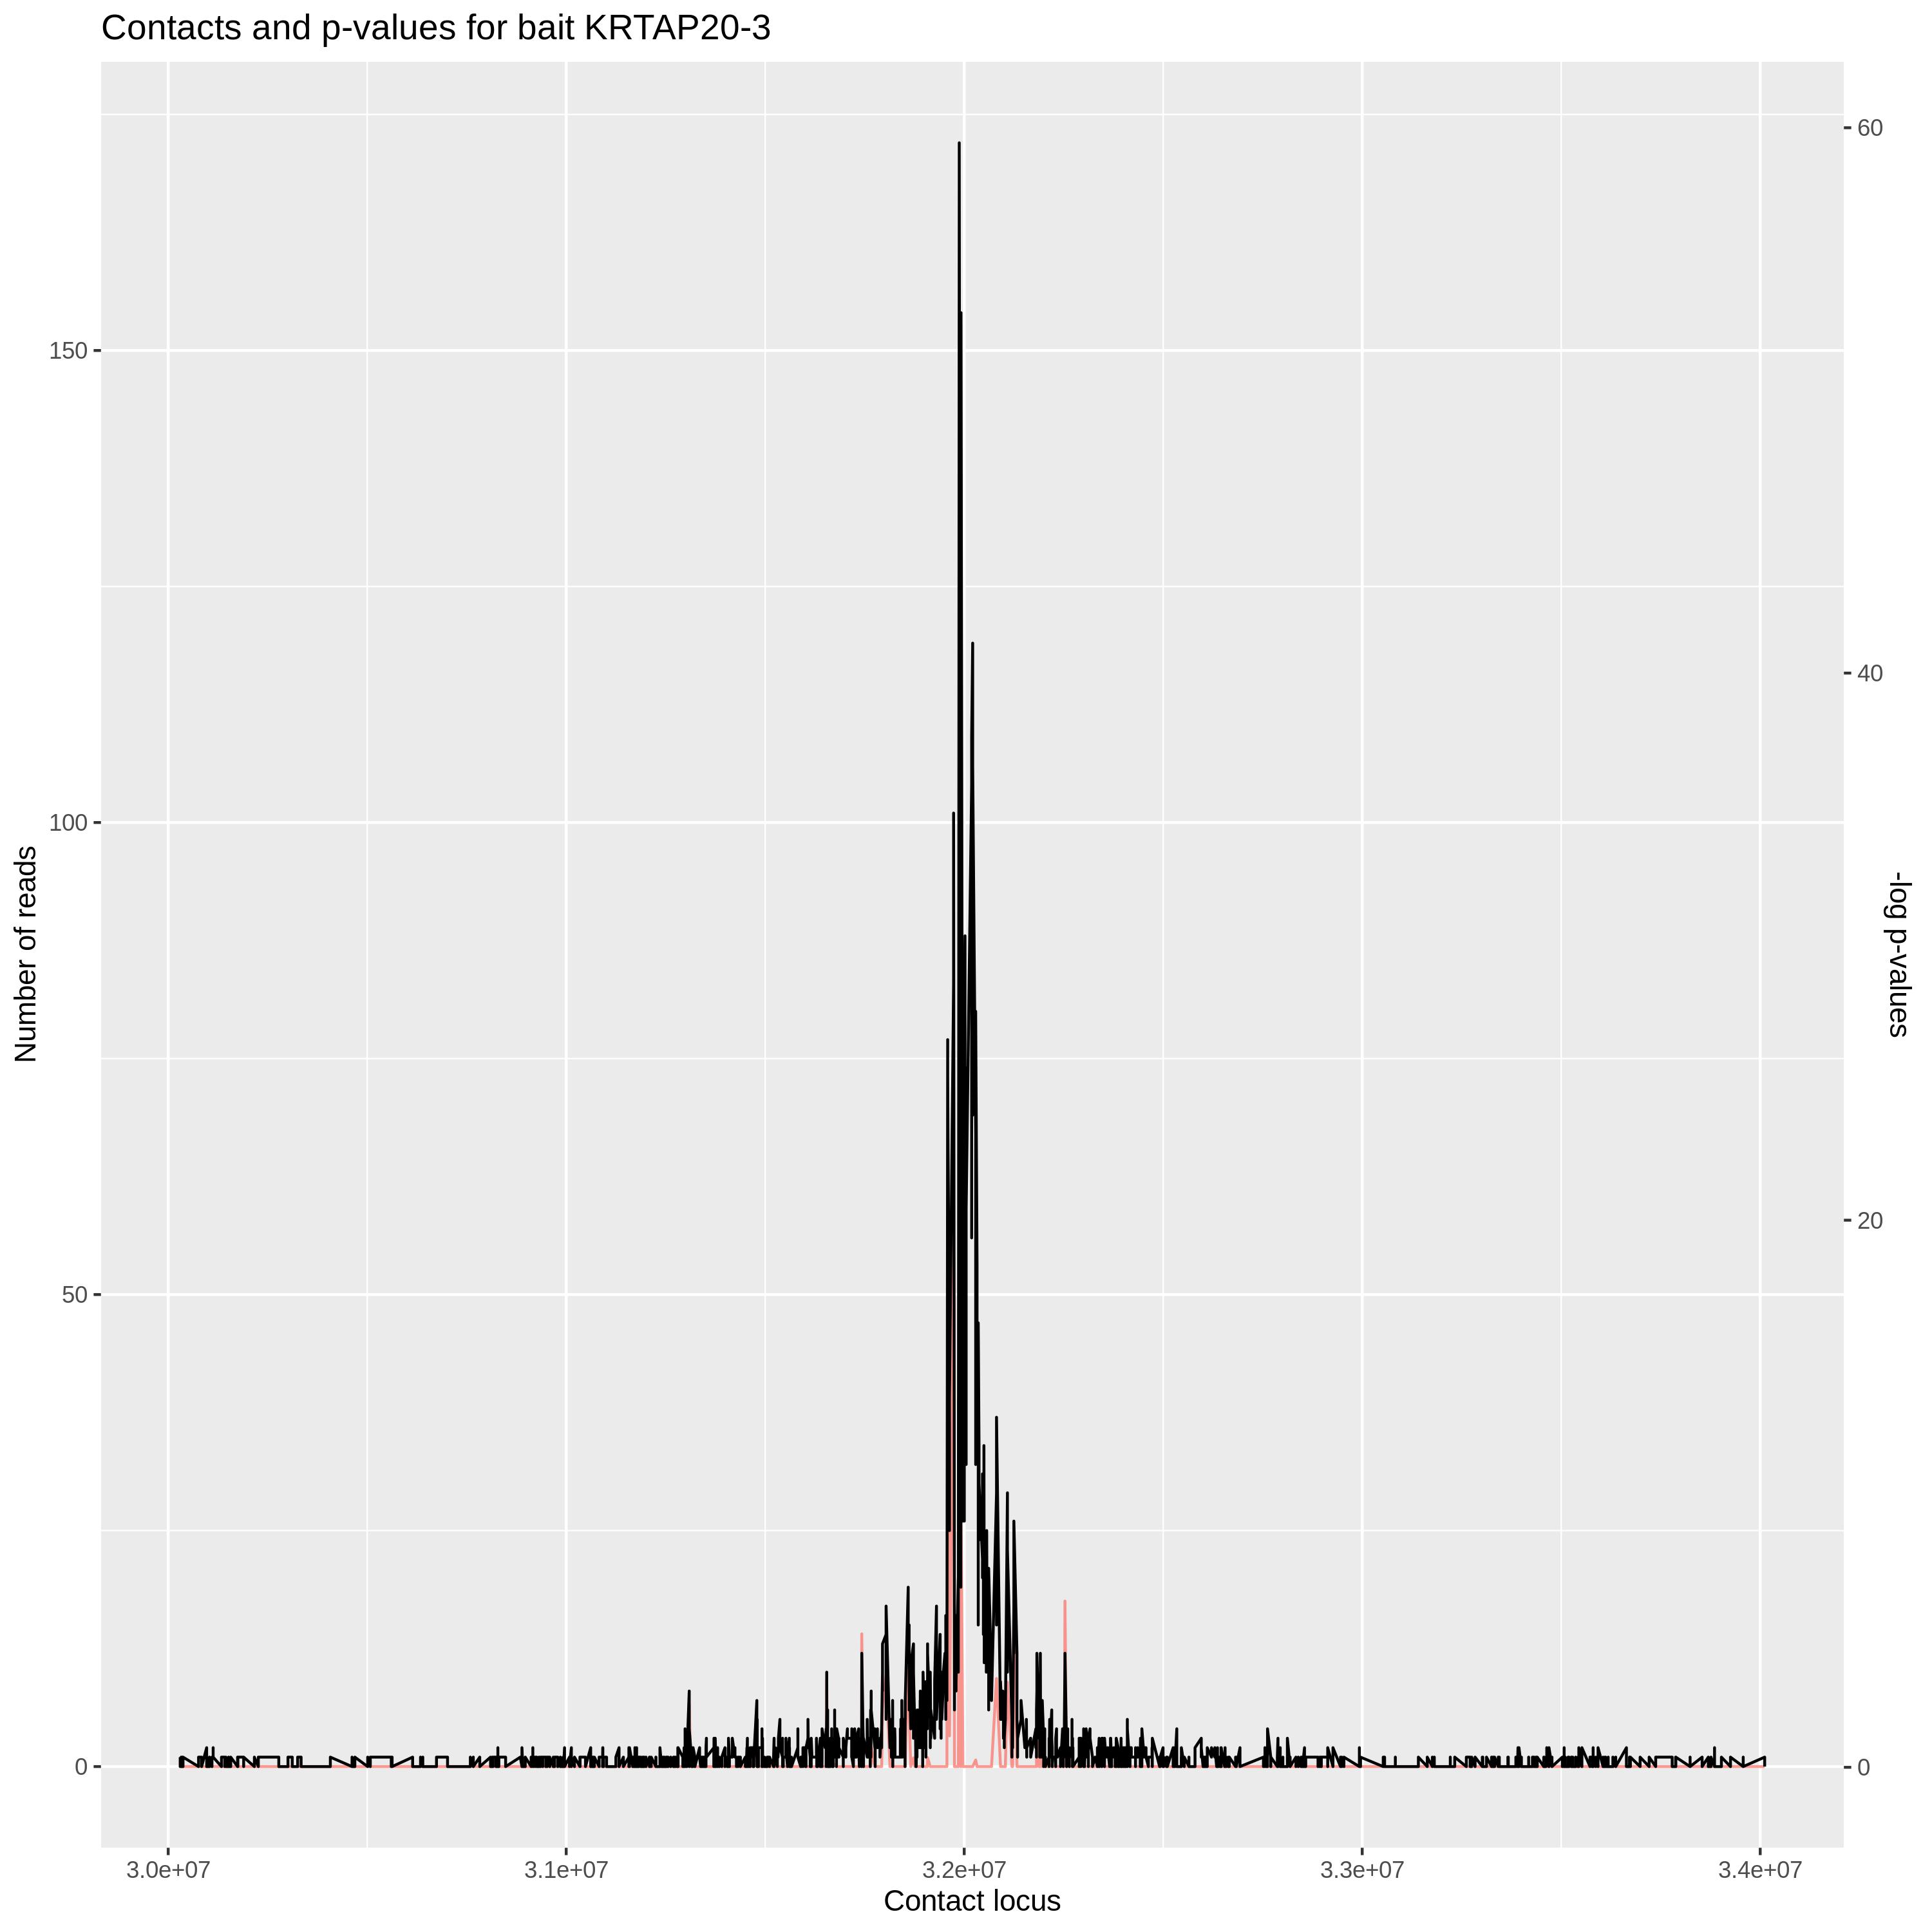 Contacts and p-values for bait KRTAP20-3
Number of reads
150
100
50
0
60
40
20
0
-log p-values
3.0e+07
3.1e+07
3.2e+07
3.3e+07
3.4e+07
Contact locus